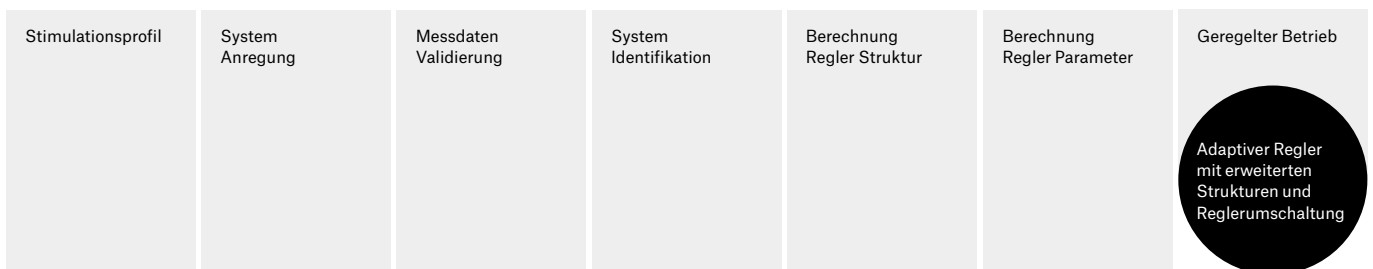 Stimulationsprofil
System
Anregung
Messdaten
Validierung
System
Identifikation
Berechnung
Regler Struktur
Berechnung
Regler Parameter
Geregelter Betrieb
Adaptiver Regler
mit erweiterten
Strukturen und
Reglerumschaltung